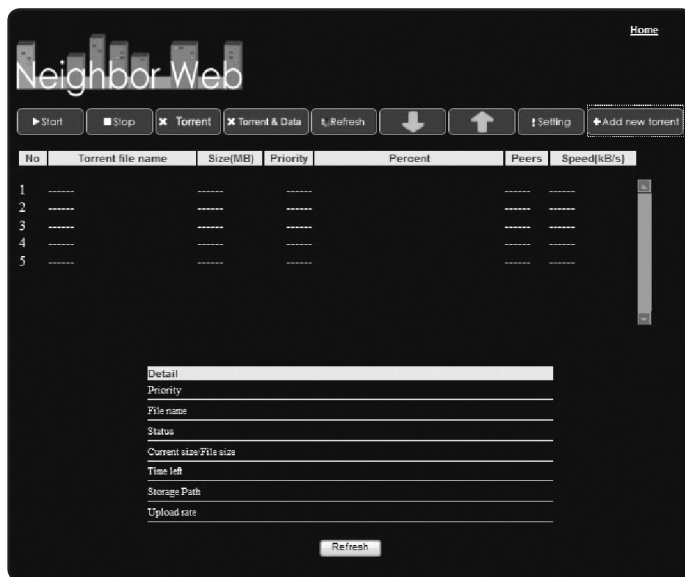 Home
Neighbor Web
Start Stop Torrent Torrent & Data Refresh Setting Add new torrent
No Torrent file name Size(MB) Priority Percent Peers Speed(kB/s)
1 ------ ------ ------ ------ ------
2 ------ ------ ------ ------ ------
3 ------ ------ ------ ------ ------
4 ------ ------ ------ ------ ------
5 ------ ------ ------ ------ ------
Detail
Priority
File name
Status
Current size/File size
Time left
Storage Path
Upload rate
Refresh